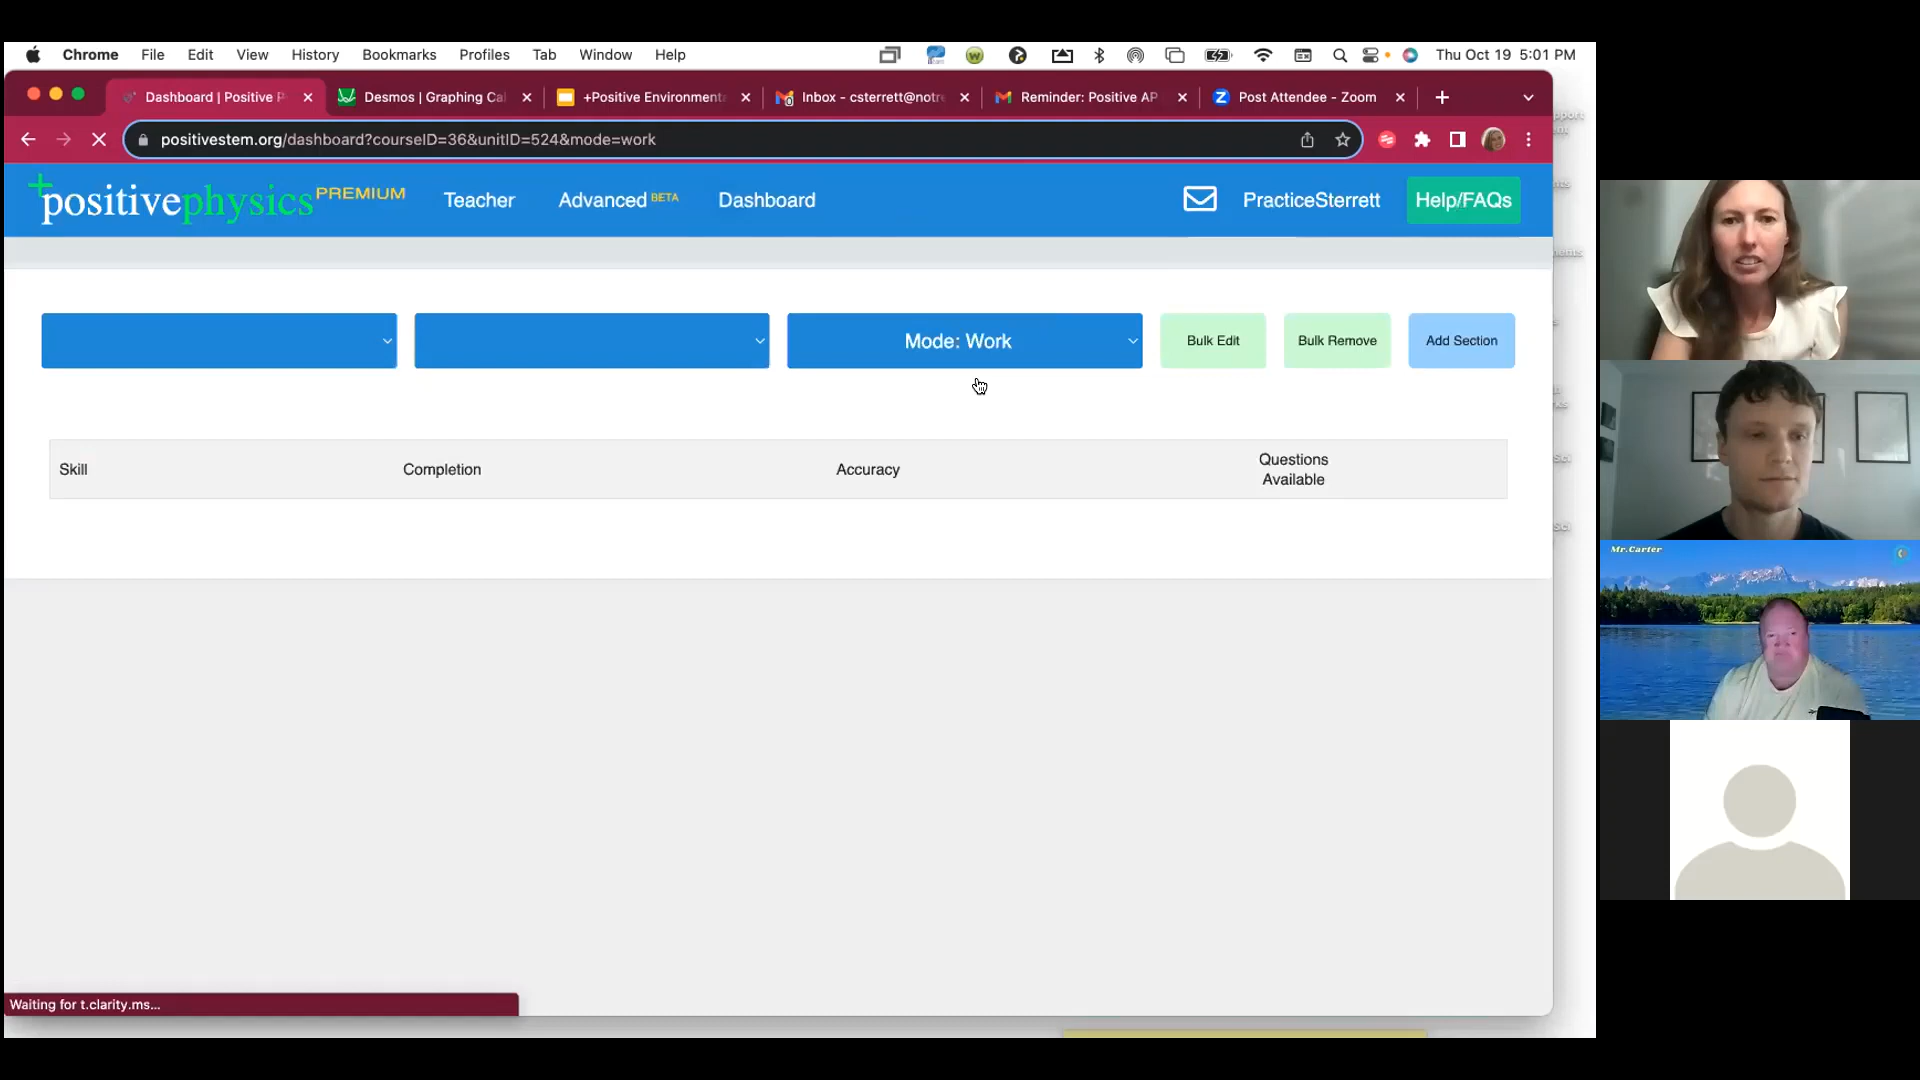 Chrome File Edit View History Bookmarks Profiles Tab Window Help Thu Oct 19 5:01 PM
Dashboard | Positive P Desmos | Graphing Cal +Positive Environment Inbox - csterrett@notre Reminder: Positive AP Post Attendee - Zoom
positivestem.org/dashboard?courseID=36&unitID=524&mode=work
+positivephysics PREMIUM Teacher Advanced BETA Dashboard PracticeSterrett Help/FAQs
Mode: Work Bulk Edit Bulk Remove Add Section
Skill Completion Accuracy Questions
Available
Mr.Carter
Waiting for t.clarity.ms...